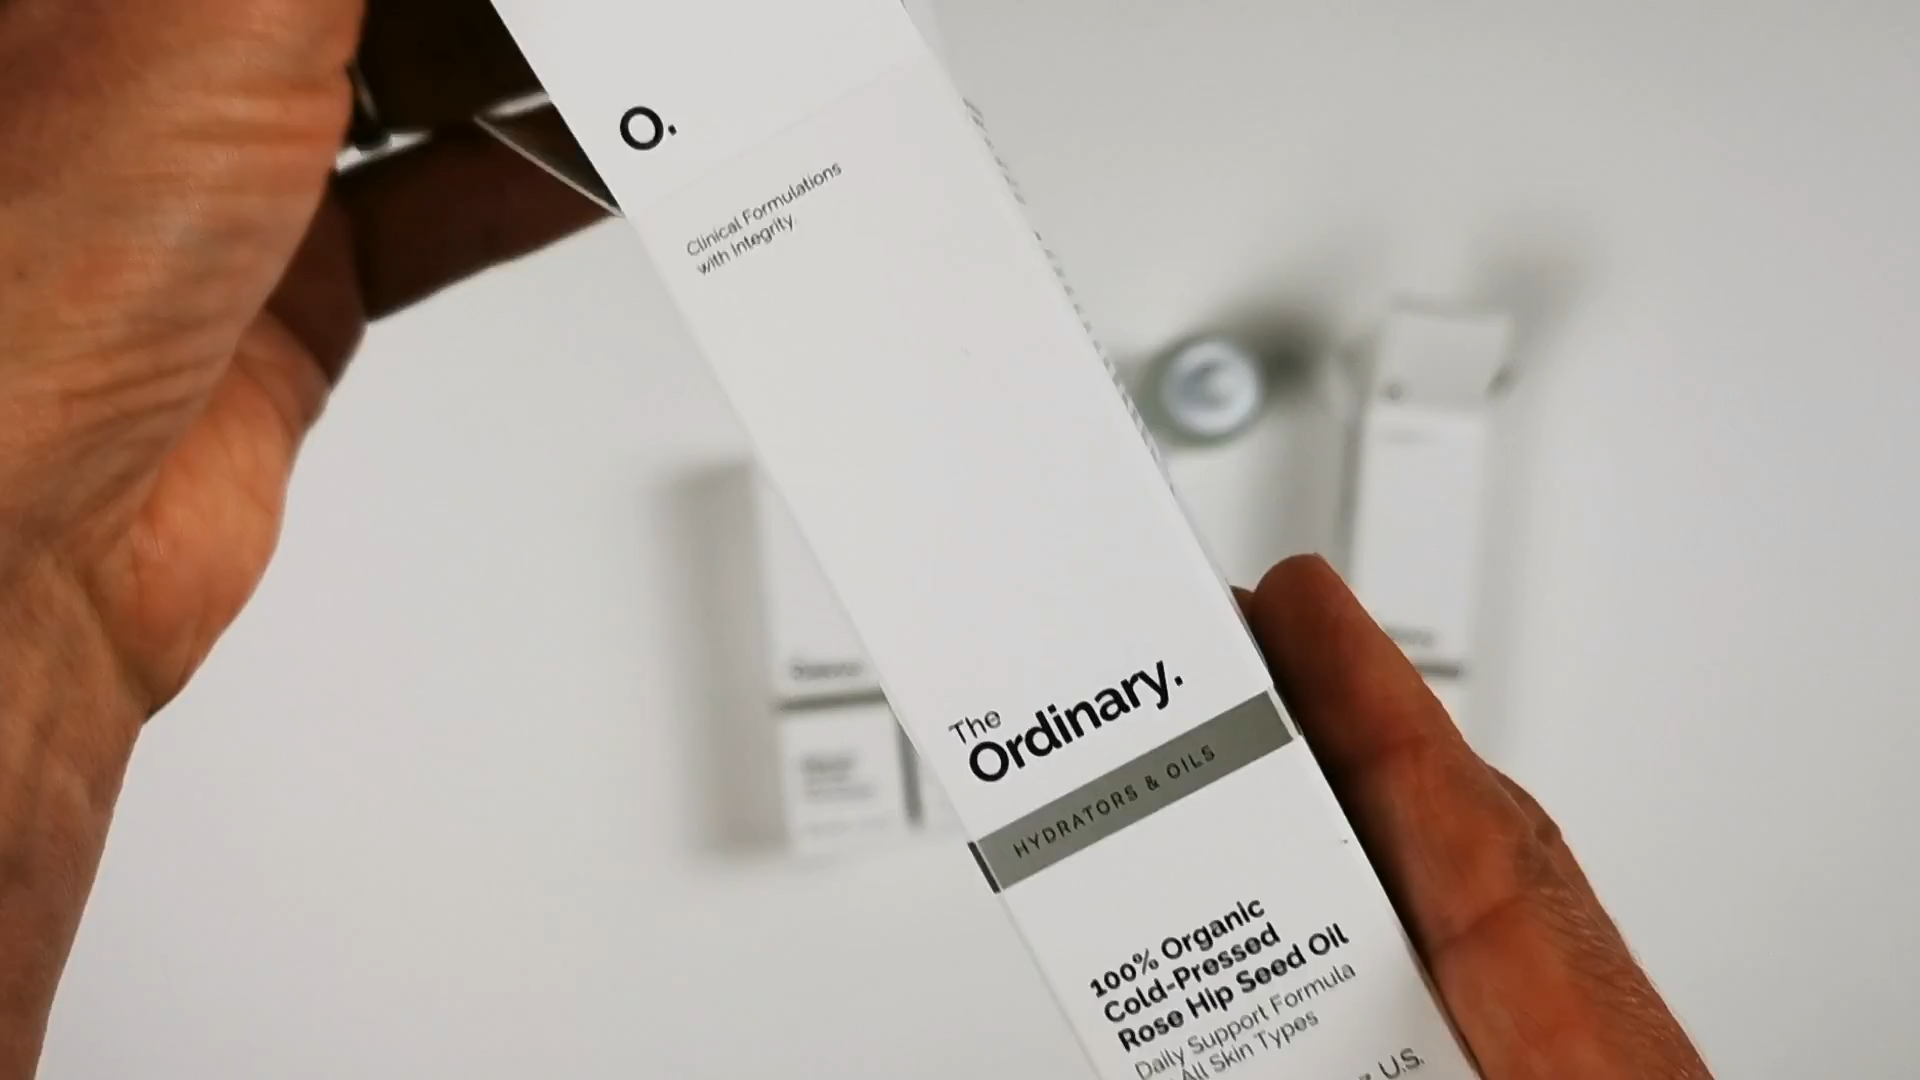 O.
Clinical Formulations
with Integrity.
The
Ordinary.
HYDRATORS & OILS
100% Organic
Cold-Pressed
Rose Hip Seed Oil
Daily Support Formula
All Skin Types
U.S.